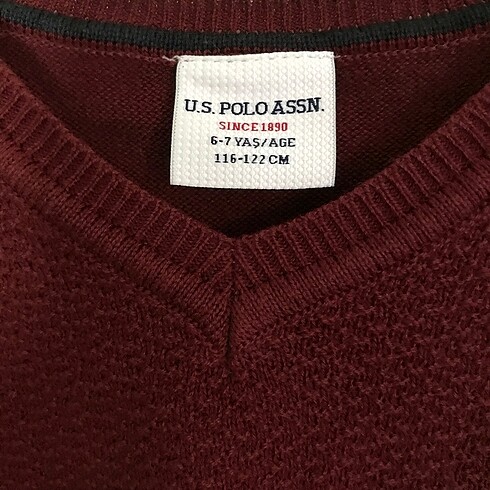 U.S. POLO ASSN.
SINCE 1890
6-7 YAŞ/AGE
116-122 CM